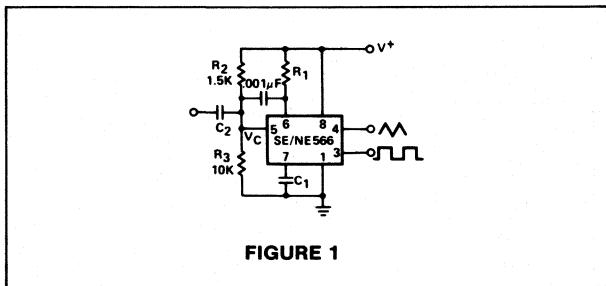 V+
R2
1.5K
R1
.001µF
C2
VC
5
6
8
4
SE/NE566
7
1
3
R3
10K
C1
FIGURE 1